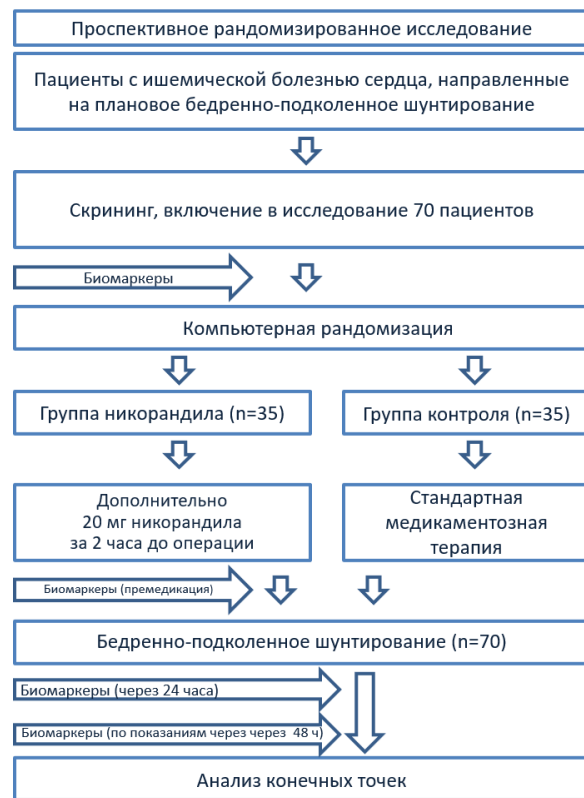 Проспективное рандомизированное исследование
Пациенты с ишемической болезнью сердца, направленные
на плановое бедренно-подколенное шунтирование
Скрининг, включение в исследование 70 пациентов
Биомаркеры
Компьютерная рандомизация
Группа никорандила (n=35)
Группа контроля (n=35)
Дополнительно
20 мг никорандила
за 2 часа до операции
Стандартная
медикаментозная
терапия
Биомаркеры (премедикация)
Бедренно-подколенное шунтирование (n=70)
Биомаркеры (через 24 часа)
Биомаркеры (по показаниям через через 48 ч)
Анализ конечных точек